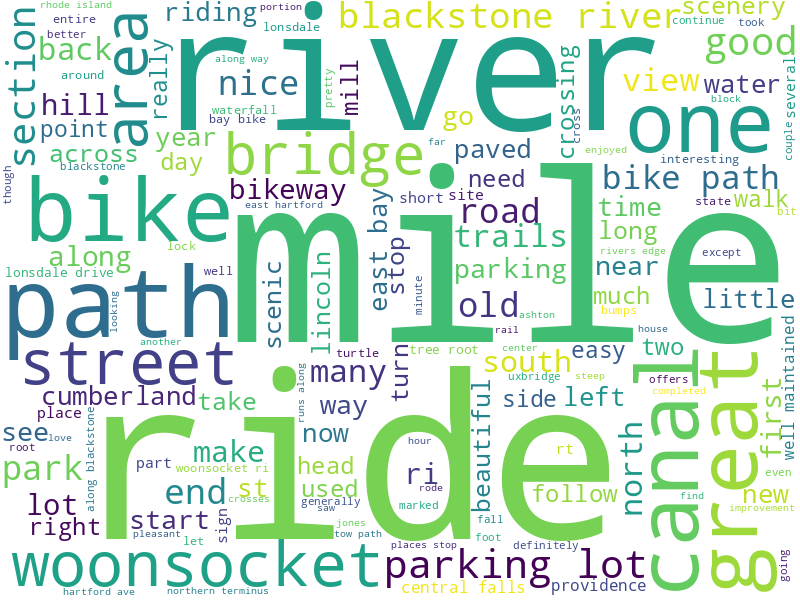 rhode island
portion
scenery
riding
blackstone river
entire
better
lonsdale
continue
took
back
area
section
river
good
really
along way
around
nice
pretty
mill
crossing
view
water
several
hill
waterfall
bay bike
go
one
block
couple
point
year
cross
across
day
bridge
far
paved
enjoyed
interesting
blackstone
though
bikeway
need
bike path
bike
east hartford
short
site
time
state
walk
bit
road
along
lock
east bay
stop
trails
long
rivers edge
lonsdale drive
well
scenic
lincoln
parking
near
except
mile
path
looking
minute
much
little
old
ashton
bumps
another
rail
house
street
turtle
tree root
center
south
easy
two
well maintained
many
turn
uxbridge
steep
offers
cumberland
runs along
completed
place
take
way
beautiful
side
left
canal
great
first
see
love
now
hour
north
root
part
make
rt
park
woonsocket ri
head
ri
foot
even
along blackstone
end
st
used
rode
follow
find
new
lot
crosses
generally
saw
marked
fall
improvement
right
start
sign
ride
pleasant
jones
tow path
let
places stop
definitely
woonsocket
parking lot
going
hartford ave
northern terminus
central falls
providence